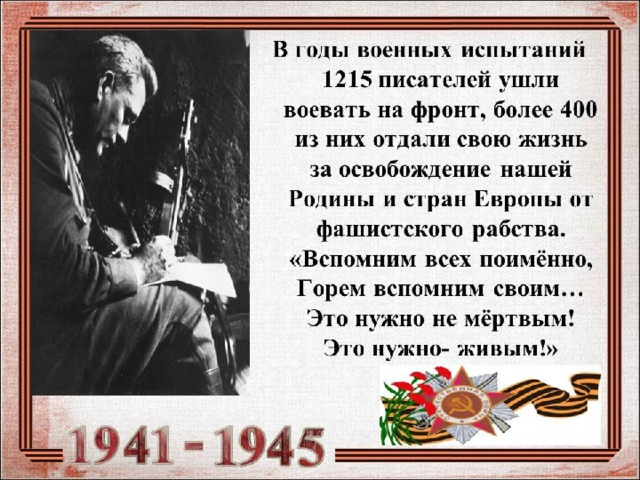 В годы военных испытаний
1215 писателей ушли
воевать на фронт, более 400
из них отдали свою жизнь
за освобождение нашей
Родины и стран Европы от
фашистского рабства.
«Вспомним всех поимённо,
Горем вспомним своим…
Это нужно не мёртвым!
Это нужно- живым!»
1941 - 1945